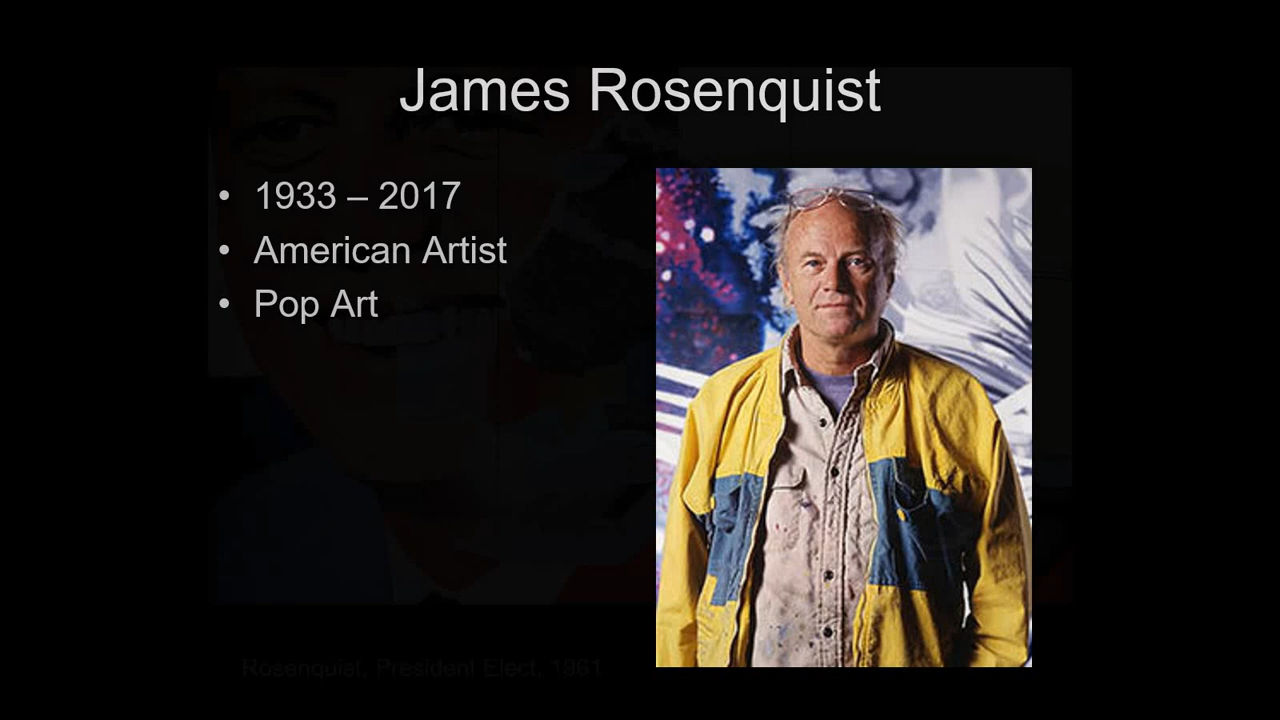 James Rosenquist
• 1933 – 2017
• American Artist
• Pop Art
Rosenquist, President Elect, 1961